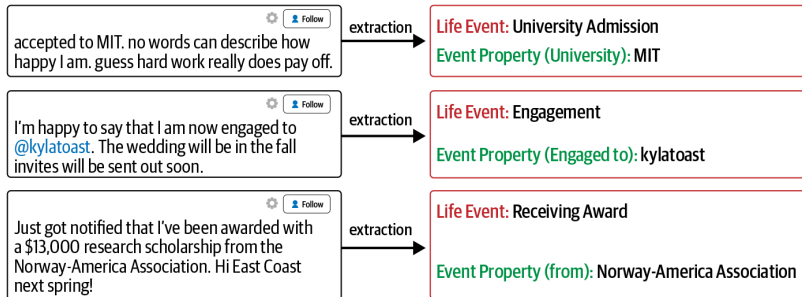 Follow
accepted to MIT. no words can describe how
happy I am. guess hard work really does pay off.
extraction
Life Event: University Admission
Event Property (University): MIT
Follow
I'm happy to say that I am now engaged to
@kylatoast. The wedding will be in the fall
invites will be sent out soon.
extraction
Life Event: Engagement
Event Property (Engaged to): kylatoast
Follow
Just got notified that I've been awarded with
a $13,000 research scholarship from the
Norway-America Association. Hi East Coast
next spring!
extraction
Life Event: Receiving Award
Event Property (from): Norway-America Association